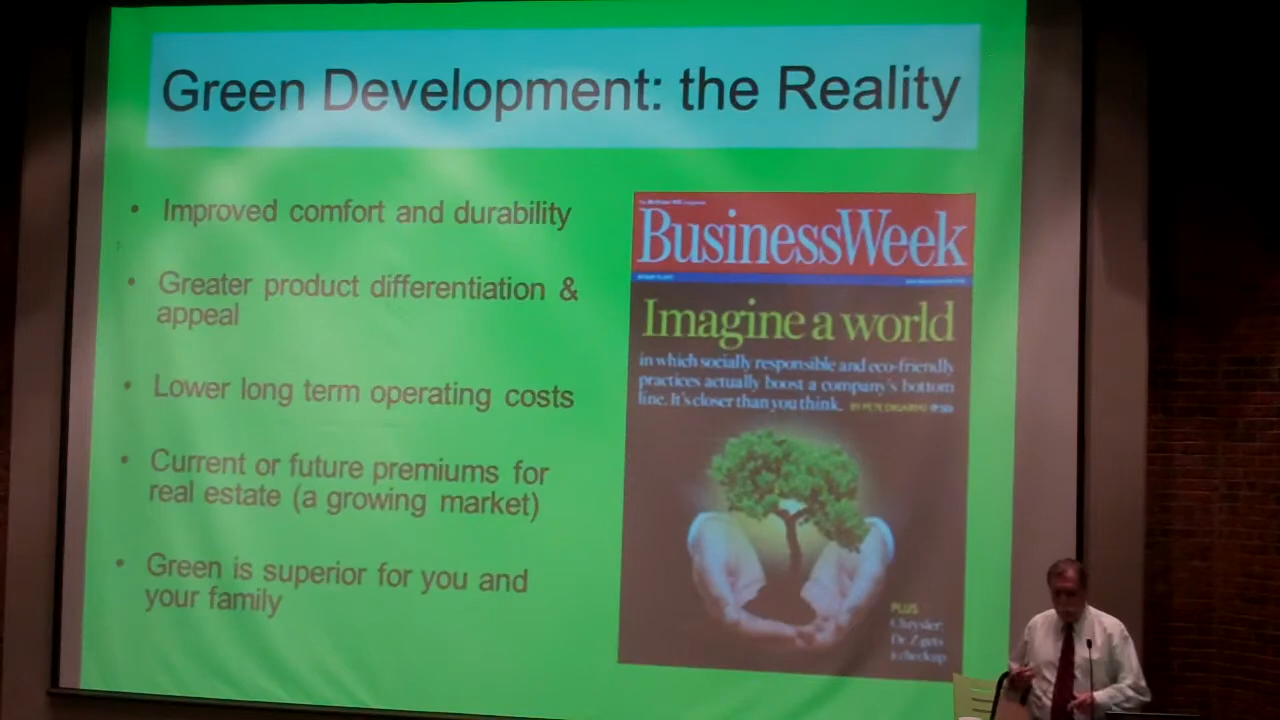 Green Development: the Reality
• Improved comfort and durability
• Greater product differentiation &
appeal
• Lower long term operating costs
• Current or future premiums for
real estate (a growing market)
• Green is superior for you and
your family
BusinessWeek
Imagine a world
in which socially responsible and eco-friendly
practices actually boost a company's bottom
line. It's closer than you think.
PLUS
Chrysler:
Dr. Z gets
a checkup